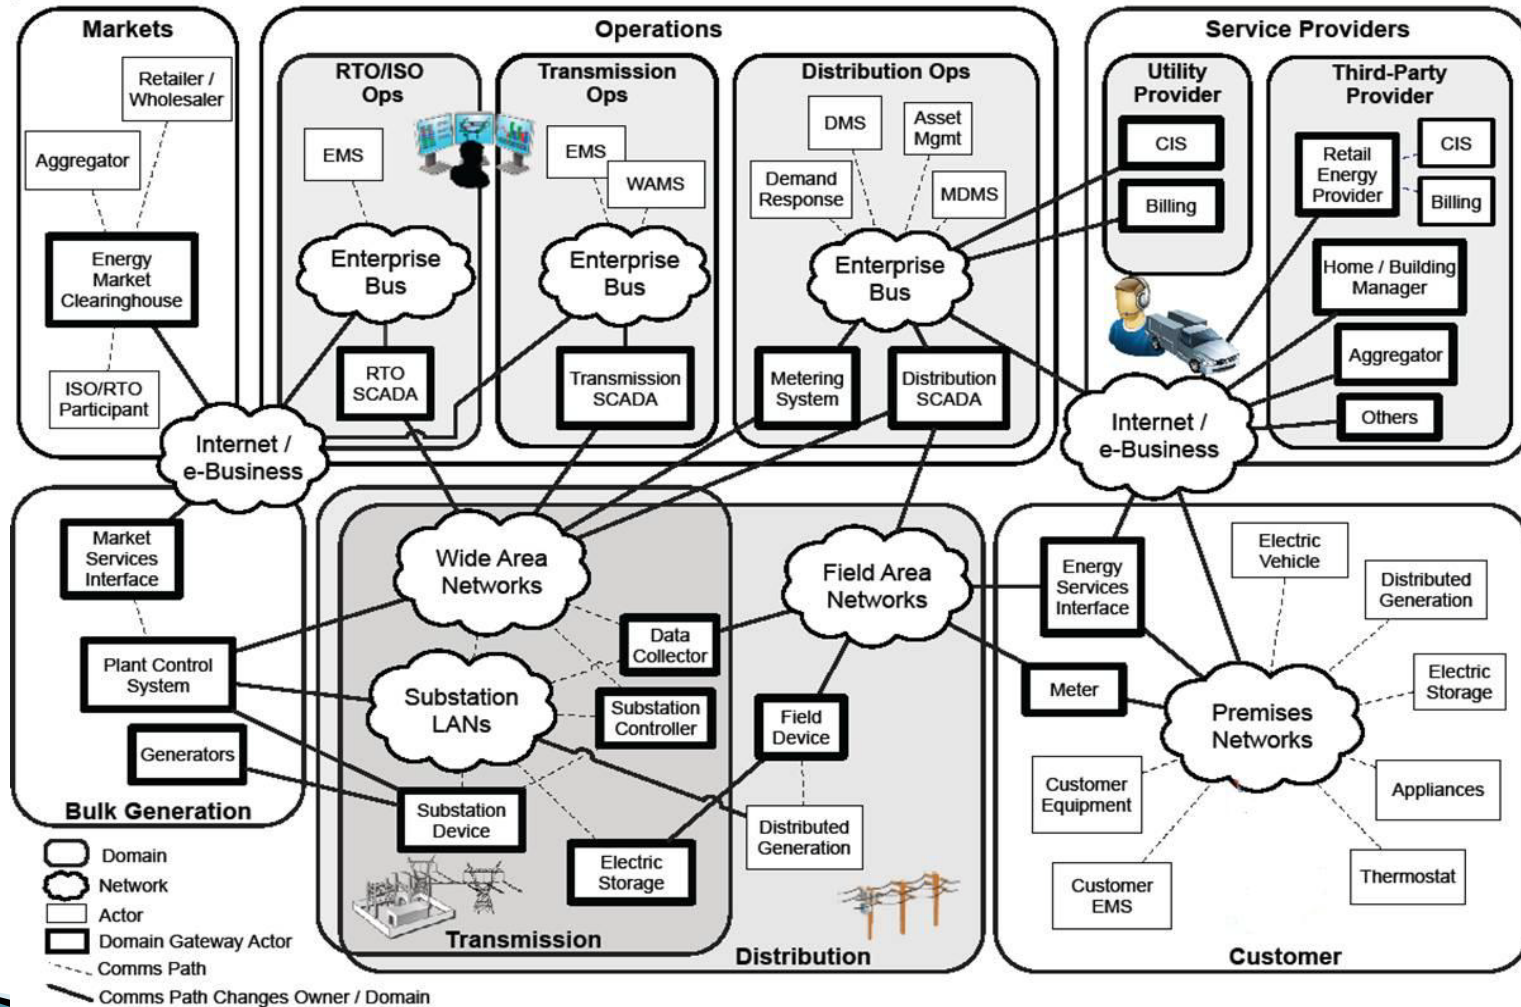 Markets
Retailer /
Wholesaler
Aggregator
Energy
Market
Clearinghouse
ISO/RTO
Participant
Operations
RTO/ISO
Ops
EMS
Enterprise
Bus
RTO
SCADA
Transmission
Ops
EMS
WAMS
Enterprise
Bus
Transmission
SCADA
Distribution Ops
DMS
Asset
Mgmt
Demand
Response
MDMS
Enterprise
Bus
Metering
System
Distribution
SCADA
Service Providers
Utility
Provider
CIS
Billing
Third-Party
Provider
Retail
Energy
Provider
CIS
Billing
Home / Building
Manager
Aggregator
Others
Internet /
e-Business
Internet /
e-Business
Market
Services
Interface
Plant Control
System
Generators
Bulk Generation
Wide Area
Networks
Data
Collector
Substation
LANs
Substation
Controller
Substation
Device
Electric
Storage
Transmission
Field Area
Networks
Field
Device
Distributed
Generation
Distribution
Energy
Services
Interface
Meter
Electric
Vehicle
Distributed
Generation
Electric
Storage
Premises
Networks
Customer
Equipment
Appliances
Customer
EMS
Thermostat
Customer
Domain
Network
Actor
Domain Gateway Actor
Comms Path
Comms Path Changes Owner / Domain